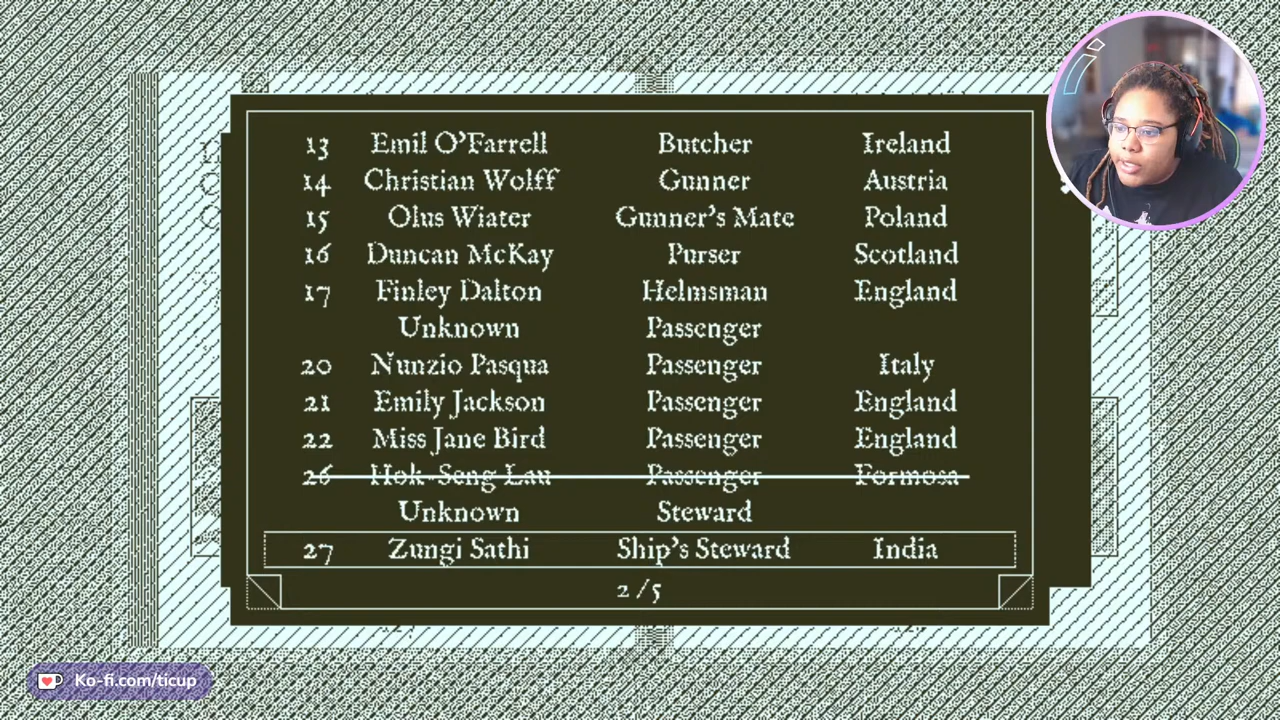 13 Emil O'Farrell Butcher Ireland
14 Christian Wolff Gunner Austria
15 Olus Wiater Gunner's Mate Poland
16 Duncan McKay Purser Scotland
17 Finley Dalton Helmsman England
Unknown Passenger
20 Nunzio Pasqua Passenger Italy
21 Emily Jackson Passenger England
22 Miss Jane Bird Passenger England
26 Hok-Seng Lau Passenger Formosa
Unknown Steward
27 Zungi Sathi Ship's Steward India
2 / 5
Ko-fi.com/ticup